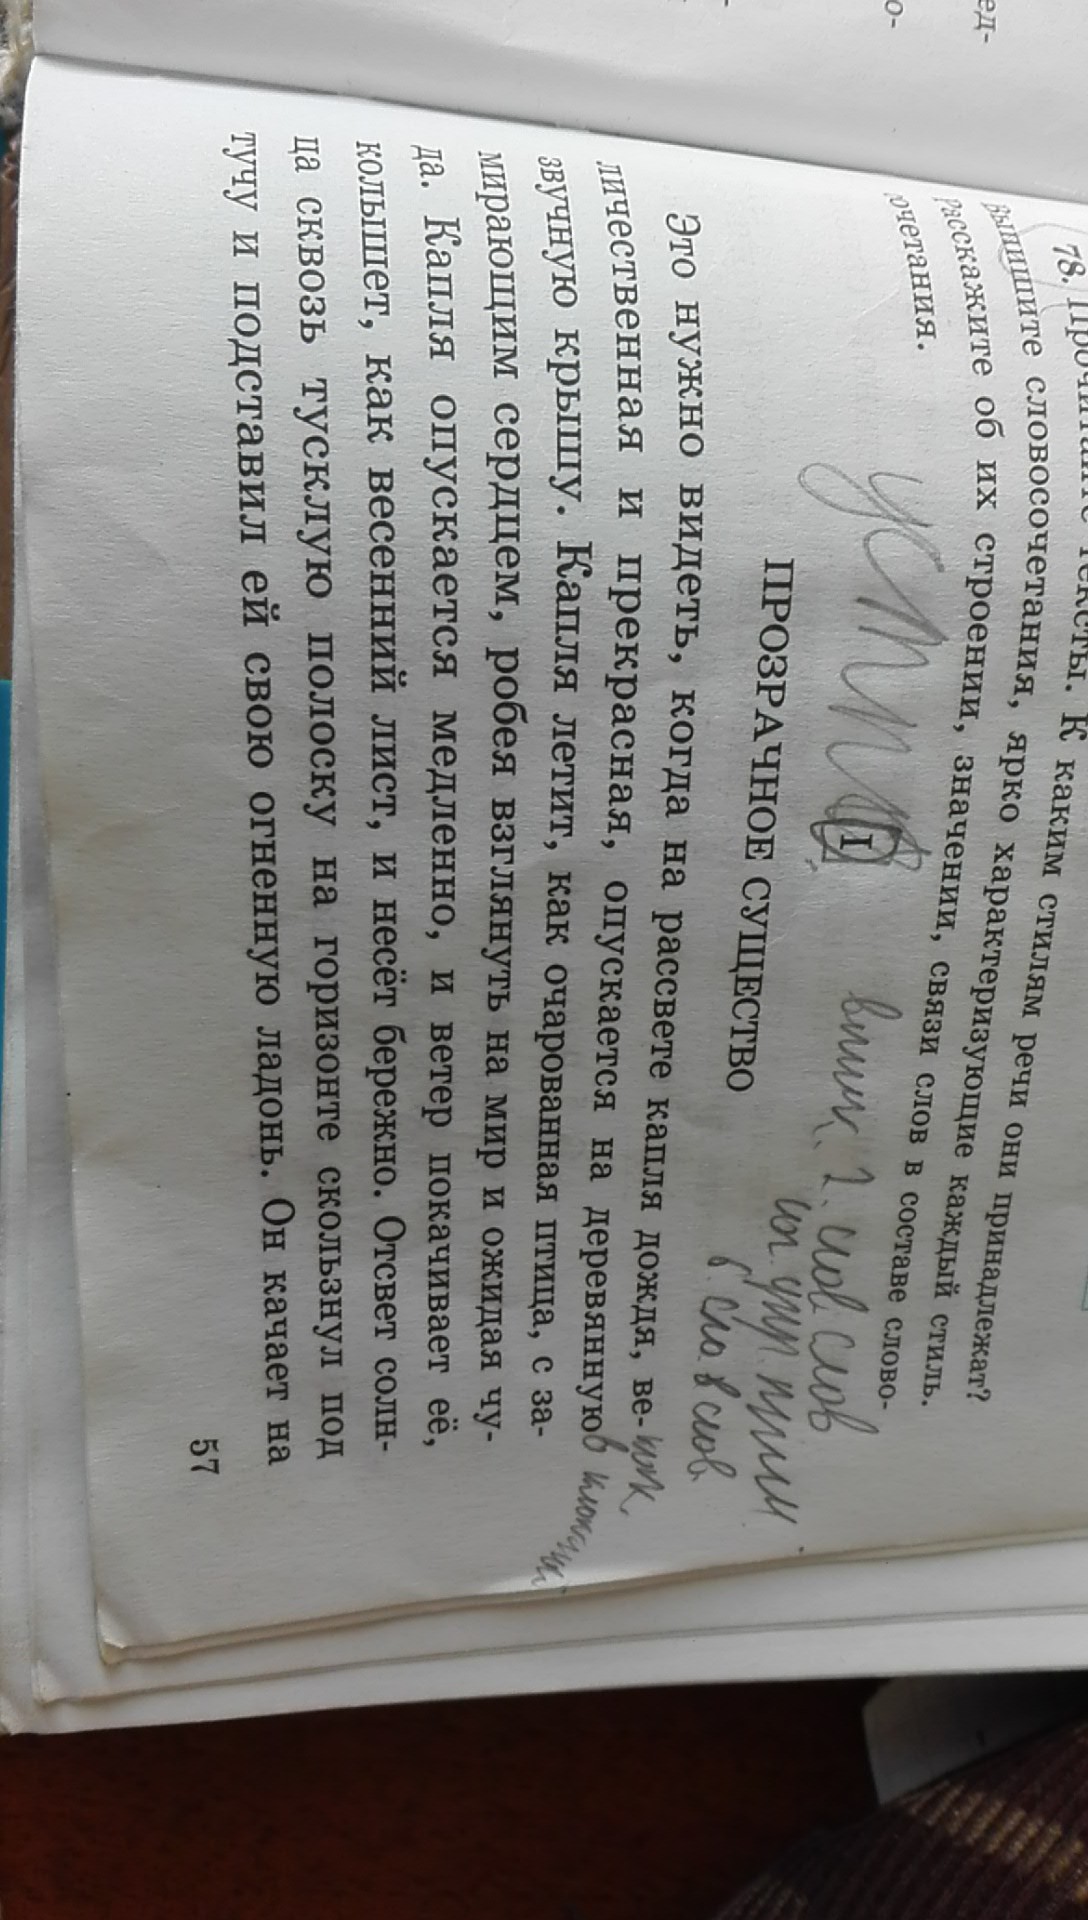 ед-
о-
78. Прочитайте тексты. К каким стилям речи они принадлежат?
Выпишите словосочетания, ярко характеризующие каждый стиль.
Расскажите об их строении, значении, связи слов в составе слово-
сочетания.
устно I
ПРОЗРАЧНОЕ СУЩЕСТВО
Это нужно видеть, когда на рассвете капля дождя, ве-
личественная и прекрасная, опускается на деревянную
звучную крышу. Капля летит, как очарованная птица, с за-
мирающим сердцем, робея взглянуть на мир и ожидая чу-
да. Капля опускается медленно, и ветер покачивает её,
колышет, как весенний лист, и несёт бережно. Отсвет солн-
ца сквозь тусклую полоску на горизонте скользнул под
тучу и подставил ей свою огненную ладонь. Он качает на
57